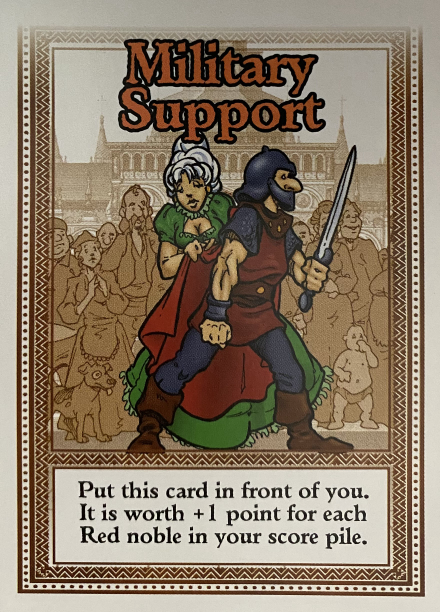 Military
Support
Put this card in front of you.
It is worth +1 point for each
Red noble in your score pile.